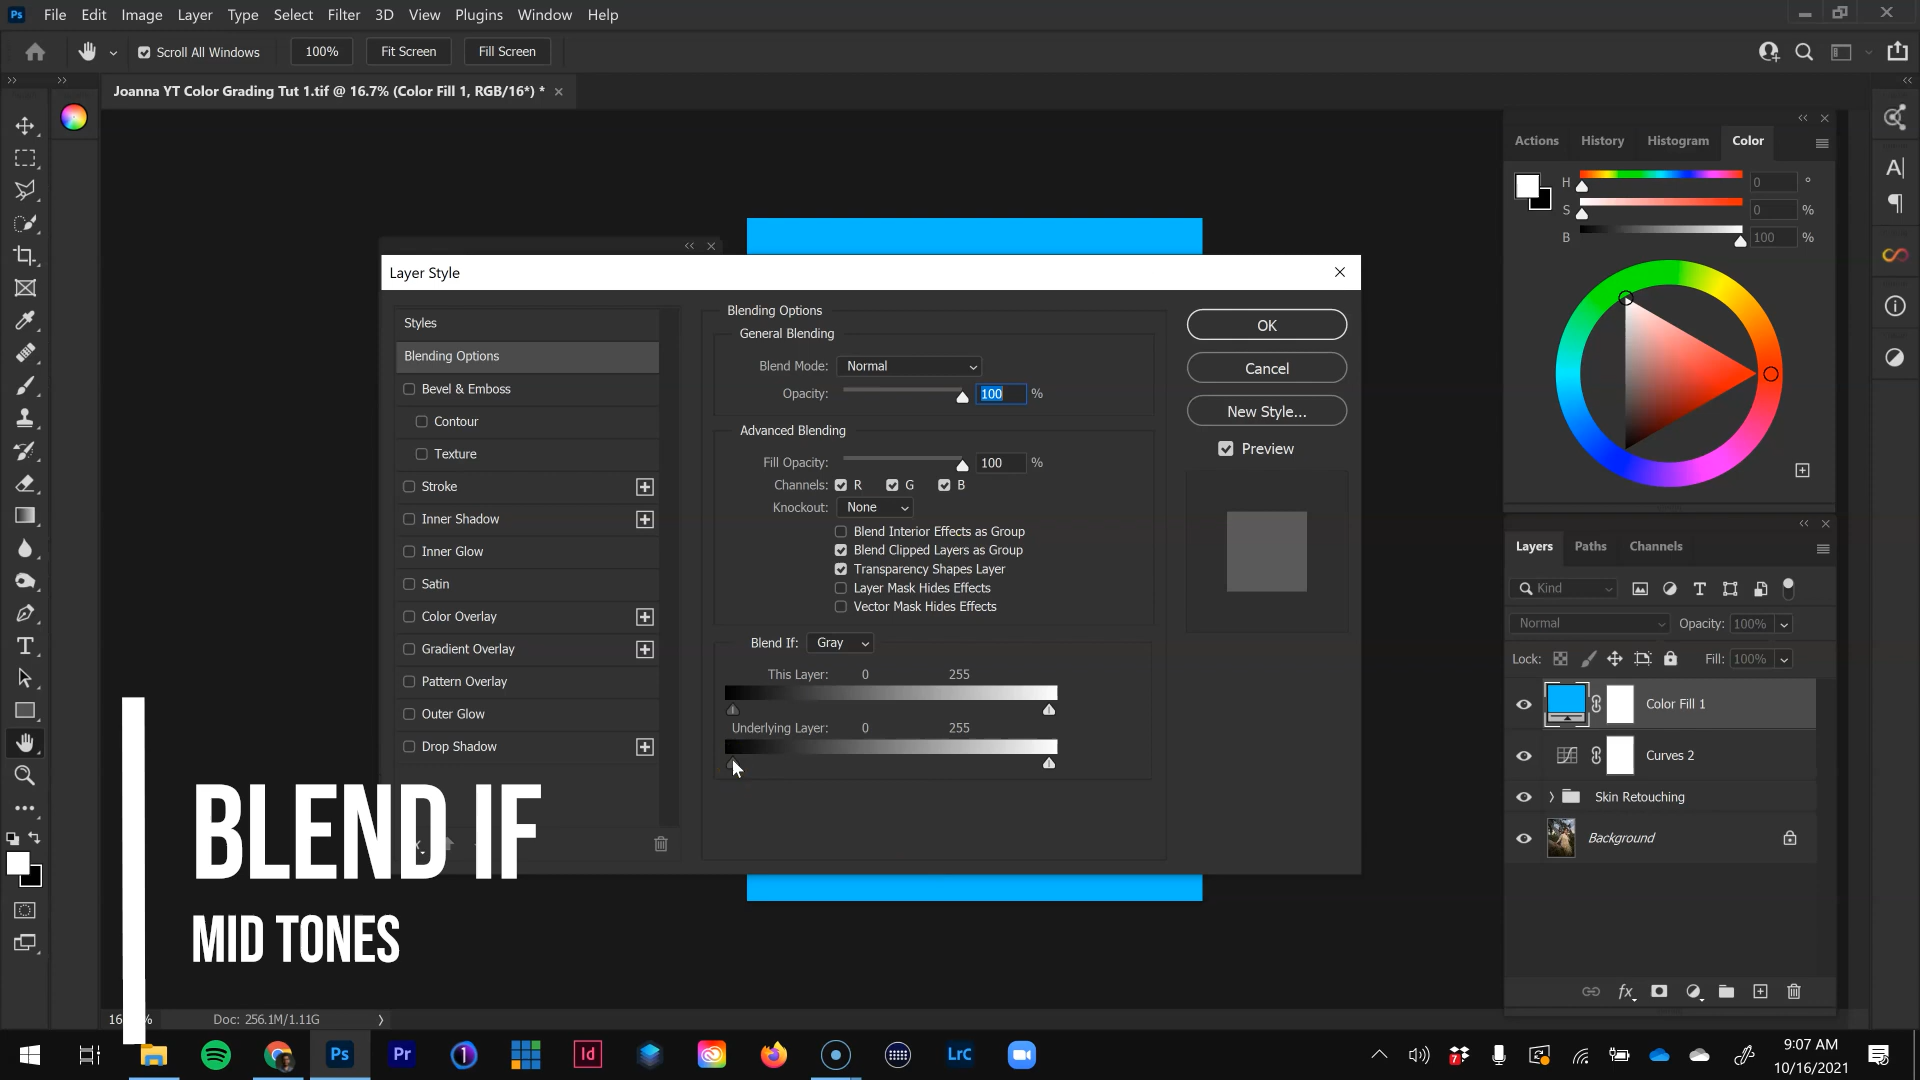 Ps File Edit Image Layer Type Select Filter 3D View Plugins Window Help
Scroll All Windows 100% Fit Screen Fill Screen
Joanna YT Color Grading Tut 1.tif @ 16.7% (Color Fill 1, RGB/16*) *
Actions History Histogram Color
H 0 °
S 0 %
B 100 %
Layer Style
Styles
Blending Options
Bevel & Emboss
Contour
Texture
Stroke
Inner Shadow
Inner Glow
Satin
Color Overlay
Gradient Overlay
Pattern Overlay
Outer Glow
Drop Shadow
Blending Options
General Blending
Blend Mode: Normal
Opacity: 100 %
Advanced Blending
Fill Opacity: 100 %
Channels: R G B
Knockout: None
Blend Interior Effects as Group
Blend Clipped Layers as Group
Transparency Shapes Layer
Layer Mask Hides Effects
Vector Mask Hides Effects
Blend If: Gray
This Layer: 0 255
Underlying Layer: 0 255
OK
Cancel
New Style...
Preview
Layers Paths Channels
Kind
Normal Opacity: 100%
Lock: Fill: 100%
Color Fill 1
Curves 2
Skin Retouching
Background
fx
BLEND IF
MID TONES
Doc: 256.1M/1.11G
Ps Pr Id LrC
9:07 AM
10/16/2021